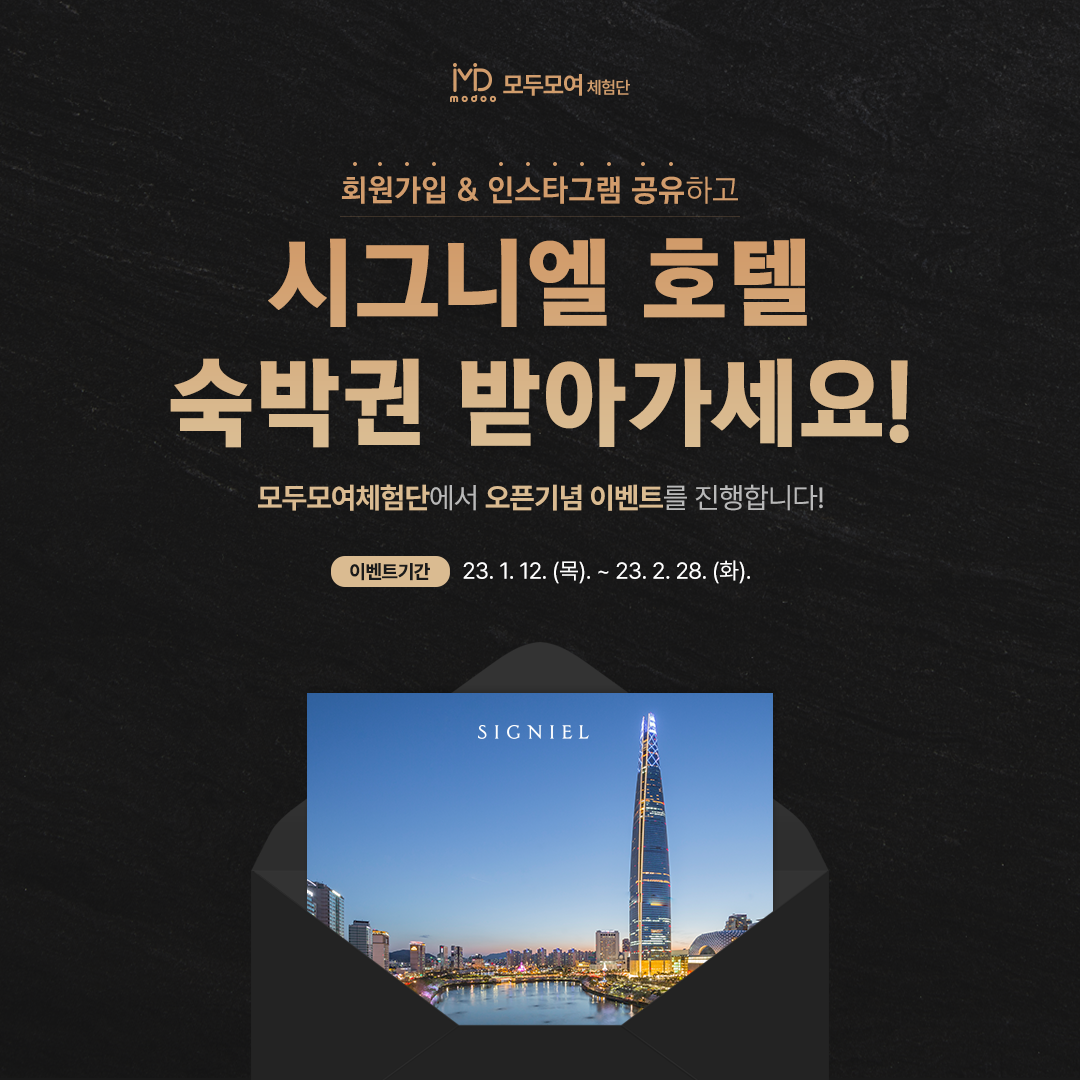 MD
modoo
모두모여 체험단
회원가입 & 인스타그램 공유하고
시그니엘 호텔
숙박권 받아가세요!
모두모여체험단에서 오픈기념 이벤트를 진행합니다!
이벤트기간 23. 1. 12. (목). ~ 23. 2. 28. (화).
SIGNIEL